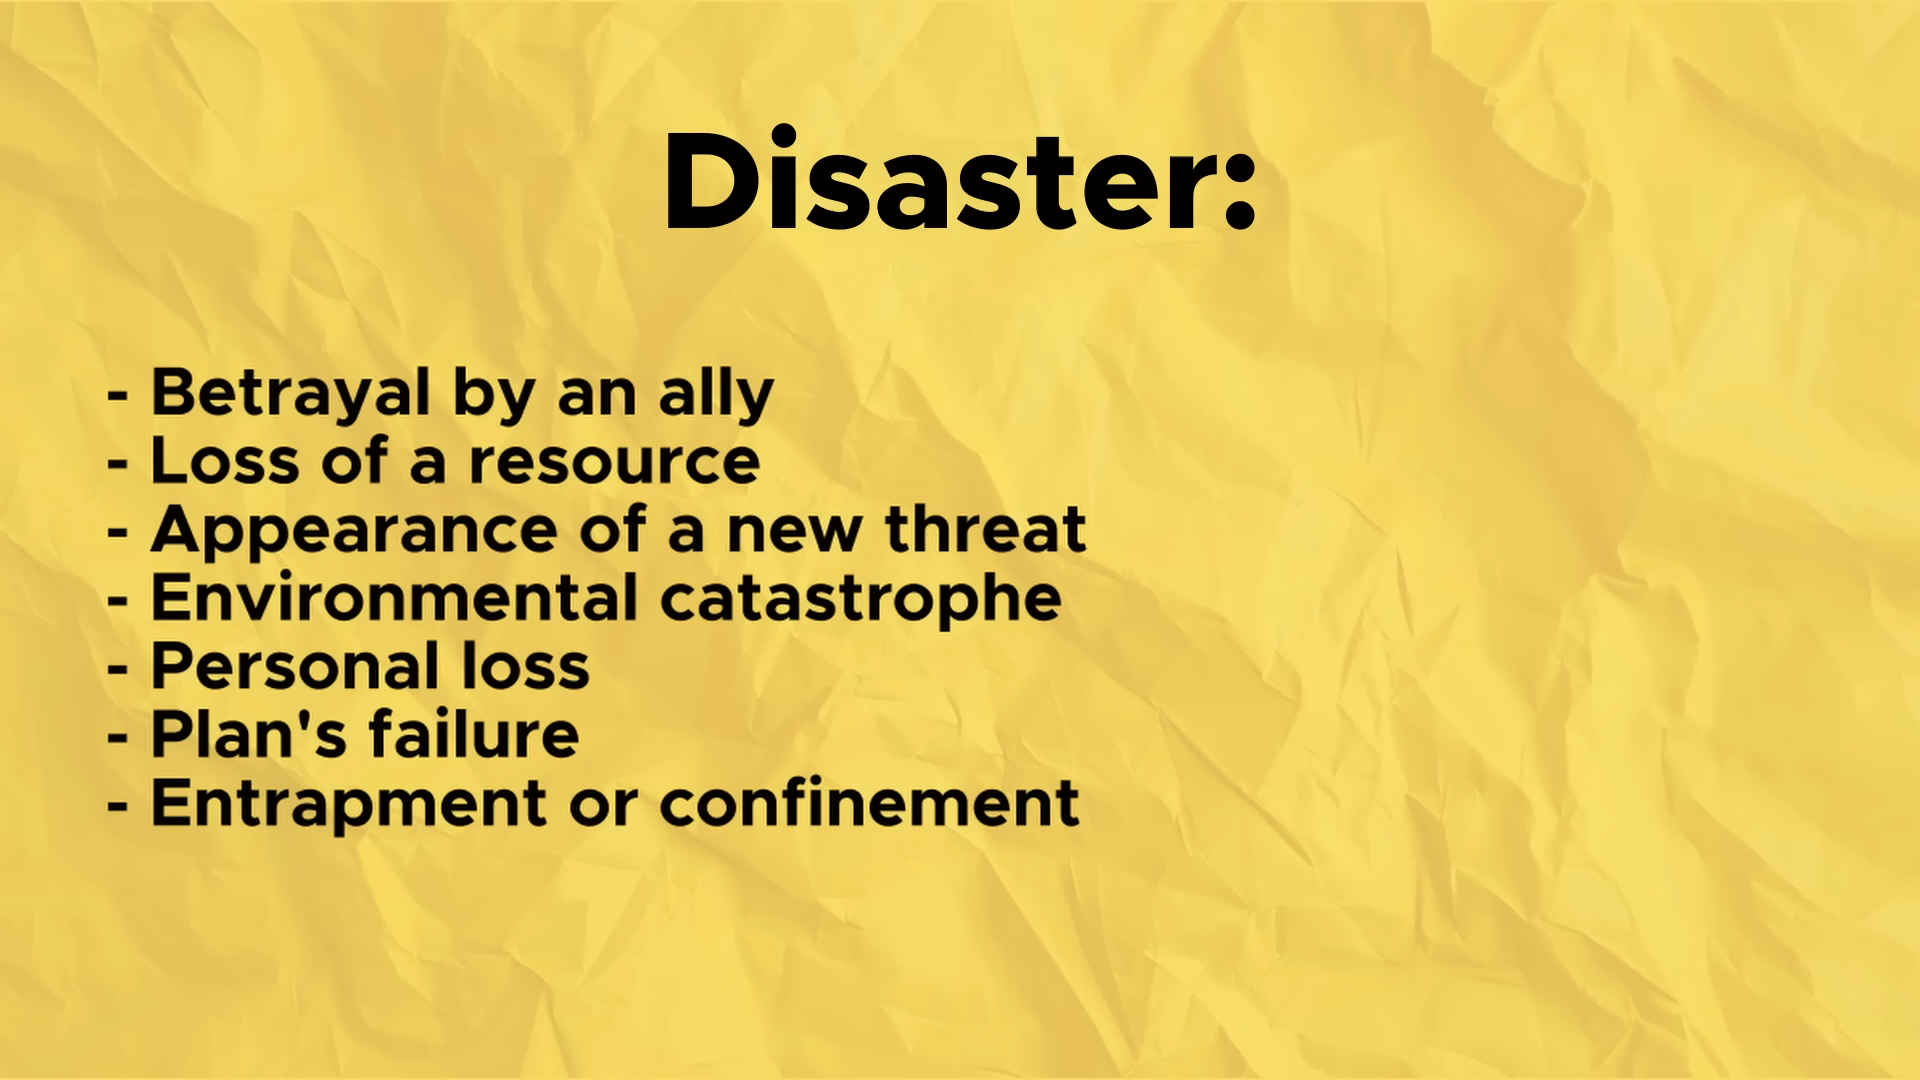 Disaster:
- Betrayal by an ally
- Loss of a resource
- Appearance of a new threat
- Environmental catastrophe
- Personal loss
- Plan's failure
- Entrapment or confinement